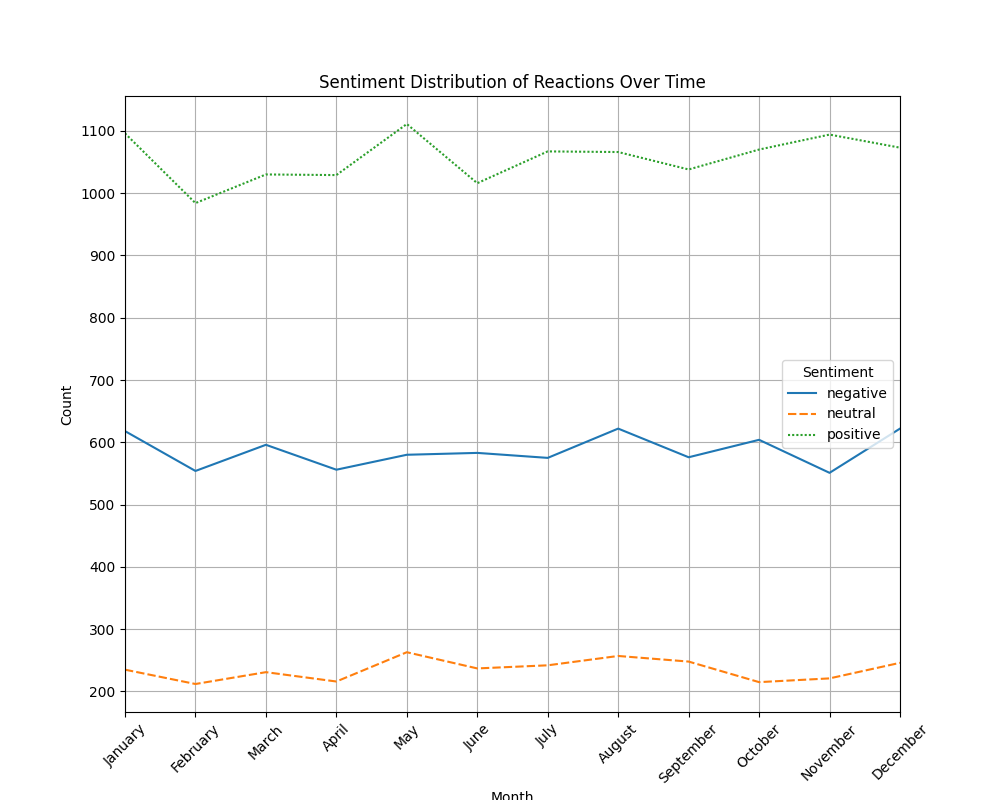 Sentiment Distribution of Reactions Over Time
Count
1100
1000
900
800
700
600
500
400
300
200
Sentiment
negative
neutral
positive
January
February
March
April
May
June
July
August
September
October
November
December
Month